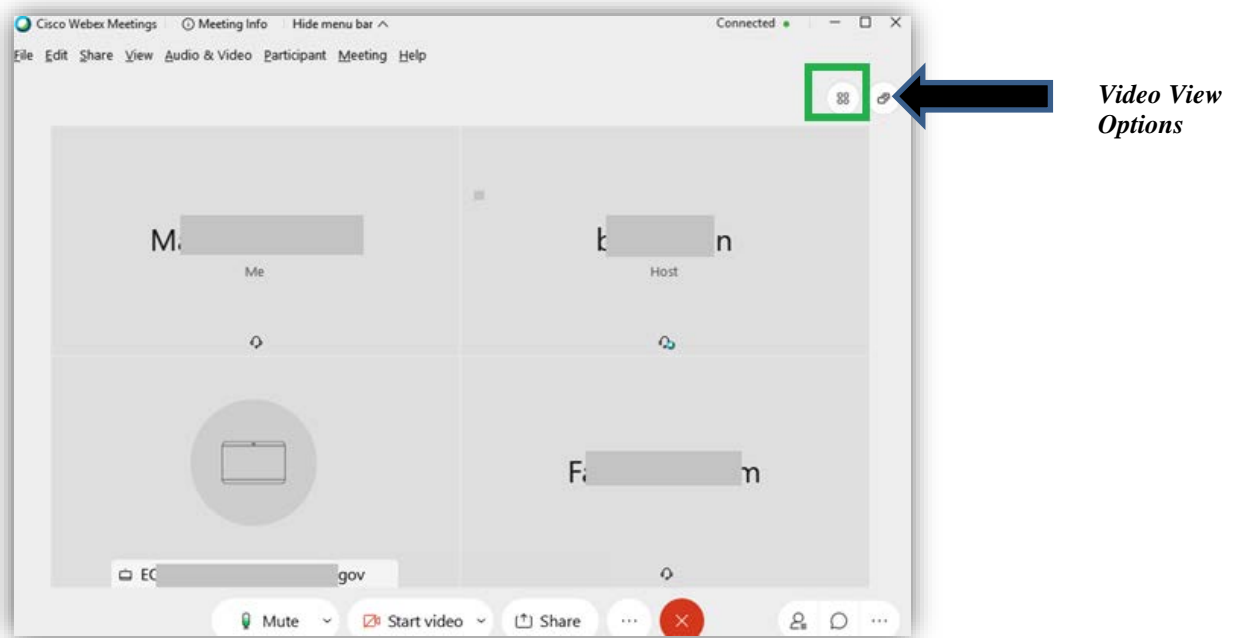 Cisco Webex Meetings Meeting Info Hide menu bar Connected
File Edit Share View Audio & Video Participant Meeting Help
Video View
Options
Me
Host
gov
Mute Start video Share